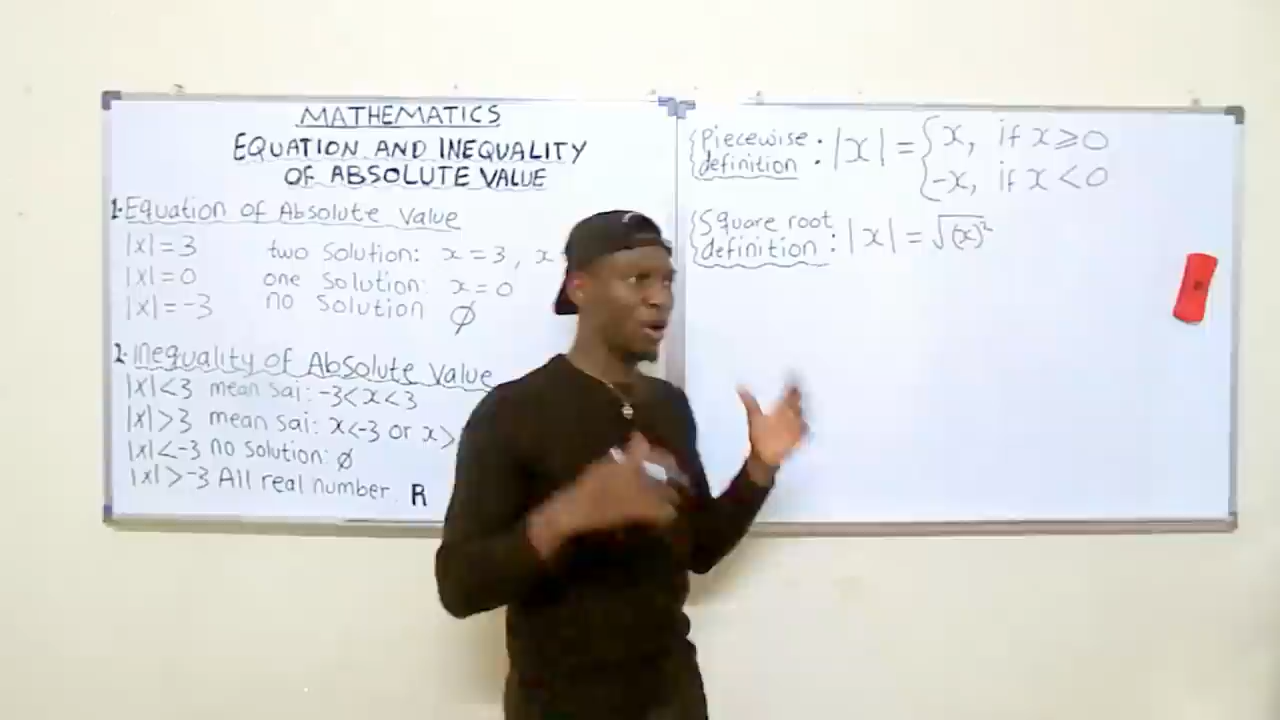 MATHEMATICS
EQUATION AND INEQUALITY
OF ABSOLUTE VALUE
1. Equation of Absolute Value
|x| = 3 two Solution: x = 3, x
|x| = 0 one Solution: x = 0
|x| = -3 no Solution ∅
2. Inequality of Absolute Value
|x| < 3 mean sai: -3 < x < 3
|x| > 3 mean sai: x < -3 or x >
|x| < -3 no solution: ∅
|x| > -3 All real number. R
Piecewise definition: |x| = { x, if x ⩾ 0
-x, if x < 0
Square root definition: |x| = √(x)²